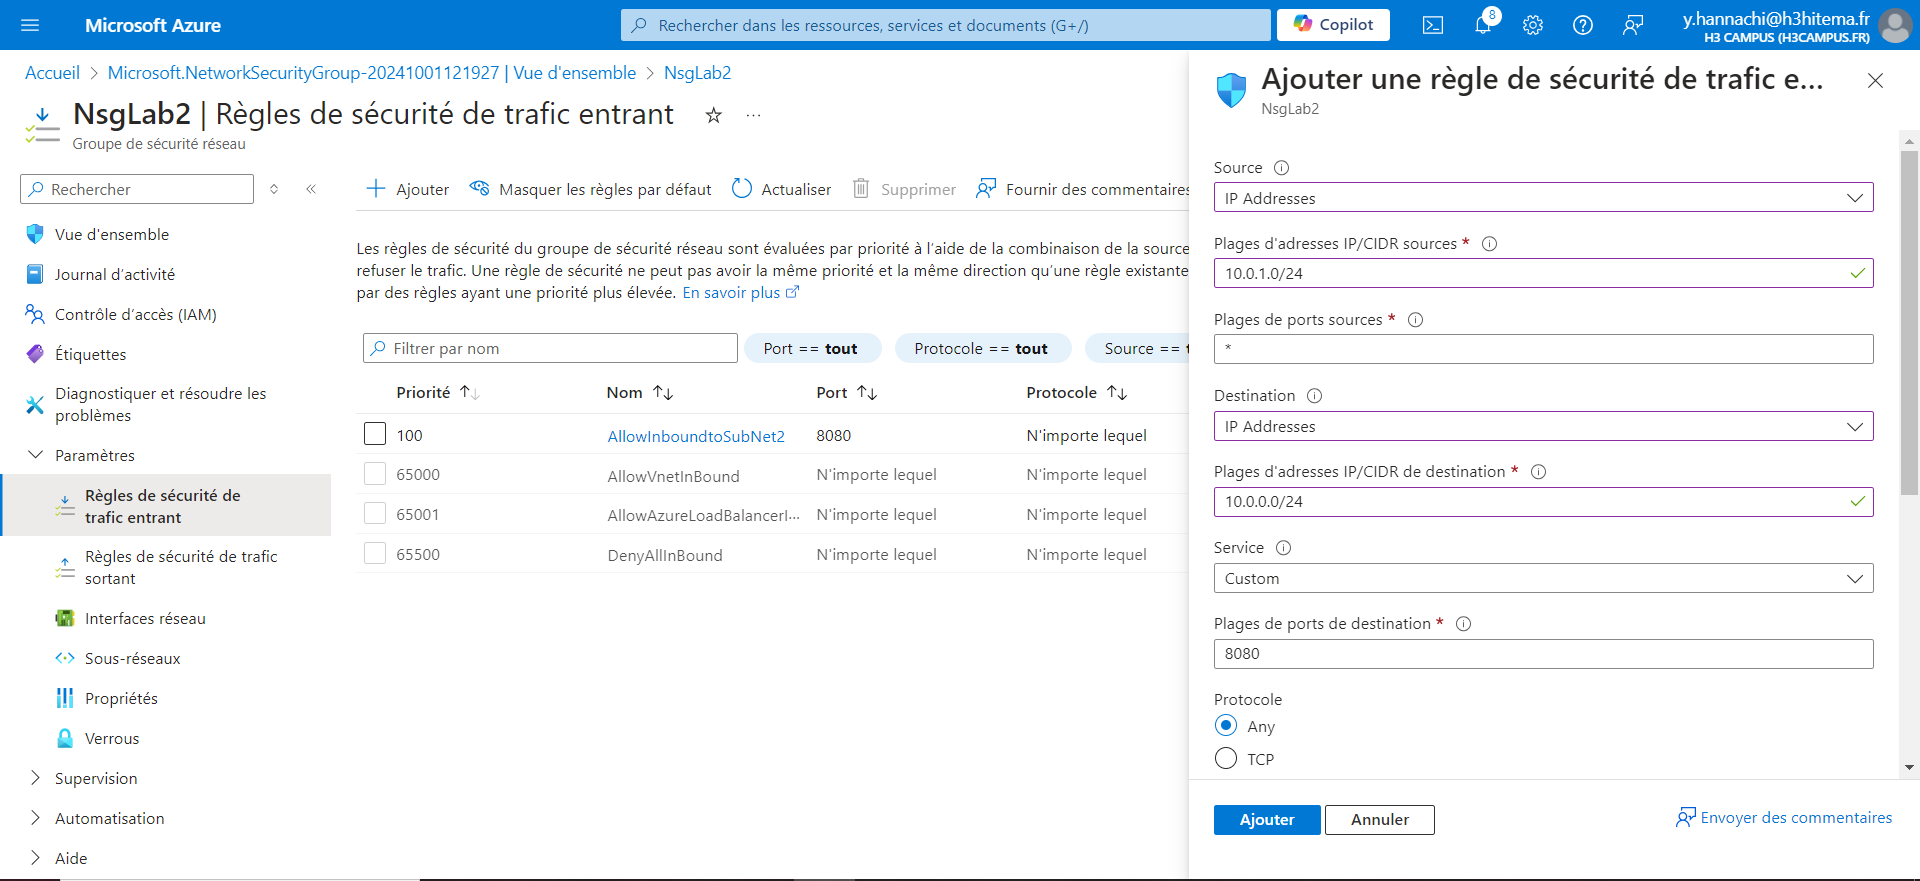 Microsoft Azure
Rechercher dans les ressources, services et documents (G+/)
Copilot
8
y.hannachi@h3hitema.fr
H3 CAMPUS (H3CAMPUS.FR)
Accueil > Microsoft.NetworkSecurityGroup-20241001121927 | Vue d'ensemble > NsgLab2
NsgLab2 | Règles de sécurité de trafic entrant
Groupe de sécurité réseau
Rechercher
Vue d'ensemble
Journal d’activité
Contrôle d’accès (IAM)
Étiquettes
Diagnostiquer et résoudre les
problèmes
Paramètres
Règles de sécurité de
trafic entrant
Règles de sécurité de trafic
sortant
Interfaces réseau
Sous-réseaux
Propriétés
Verrous
Supervision
Automatisation
Aide
Ajouter Masquer les règles par défaut Actualiser Supprimer Fournir des commentaires
Les règles de sécurité du groupe de sécurité réseau sont évaluées par priorité à l’aide de la combinaison de la source
refuser le trafic. Une règle de sécurité ne peut pas avoir la même priorité et la même direction qu’une règle existante
par des règles ayant une priorité plus élevée. En savoir plus
Filtrer par nom
Port == tout
Protocole == tout
Source ==
Priorité Nom Port Protocole
100 AllowInboundtoSubNet2 8080 N'importe lequel
65000 AllowVnetInBound N'importe lequel N'importe lequel
65001 AllowAzureLoadBalancerI... N'importe lequel N'importe lequel
65500 DenyAllInBound N'importe lequel N'importe lequel
Ajouter une règle de sécurité de trafic e...
NsgLab2
Source
IP Addresses
Plages d'adresses IP/CIDR sources *
10.0.1.0/24
Plages de ports sources *
*
Destination
IP Addresses
Plages d'adresses IP/CIDR de destination *
10.0.0.0/24
Service
Custom
Plages de ports de destination *
8080
Protocole
Any
TCP
Ajouter
Annuler
Envoyer des commentaires